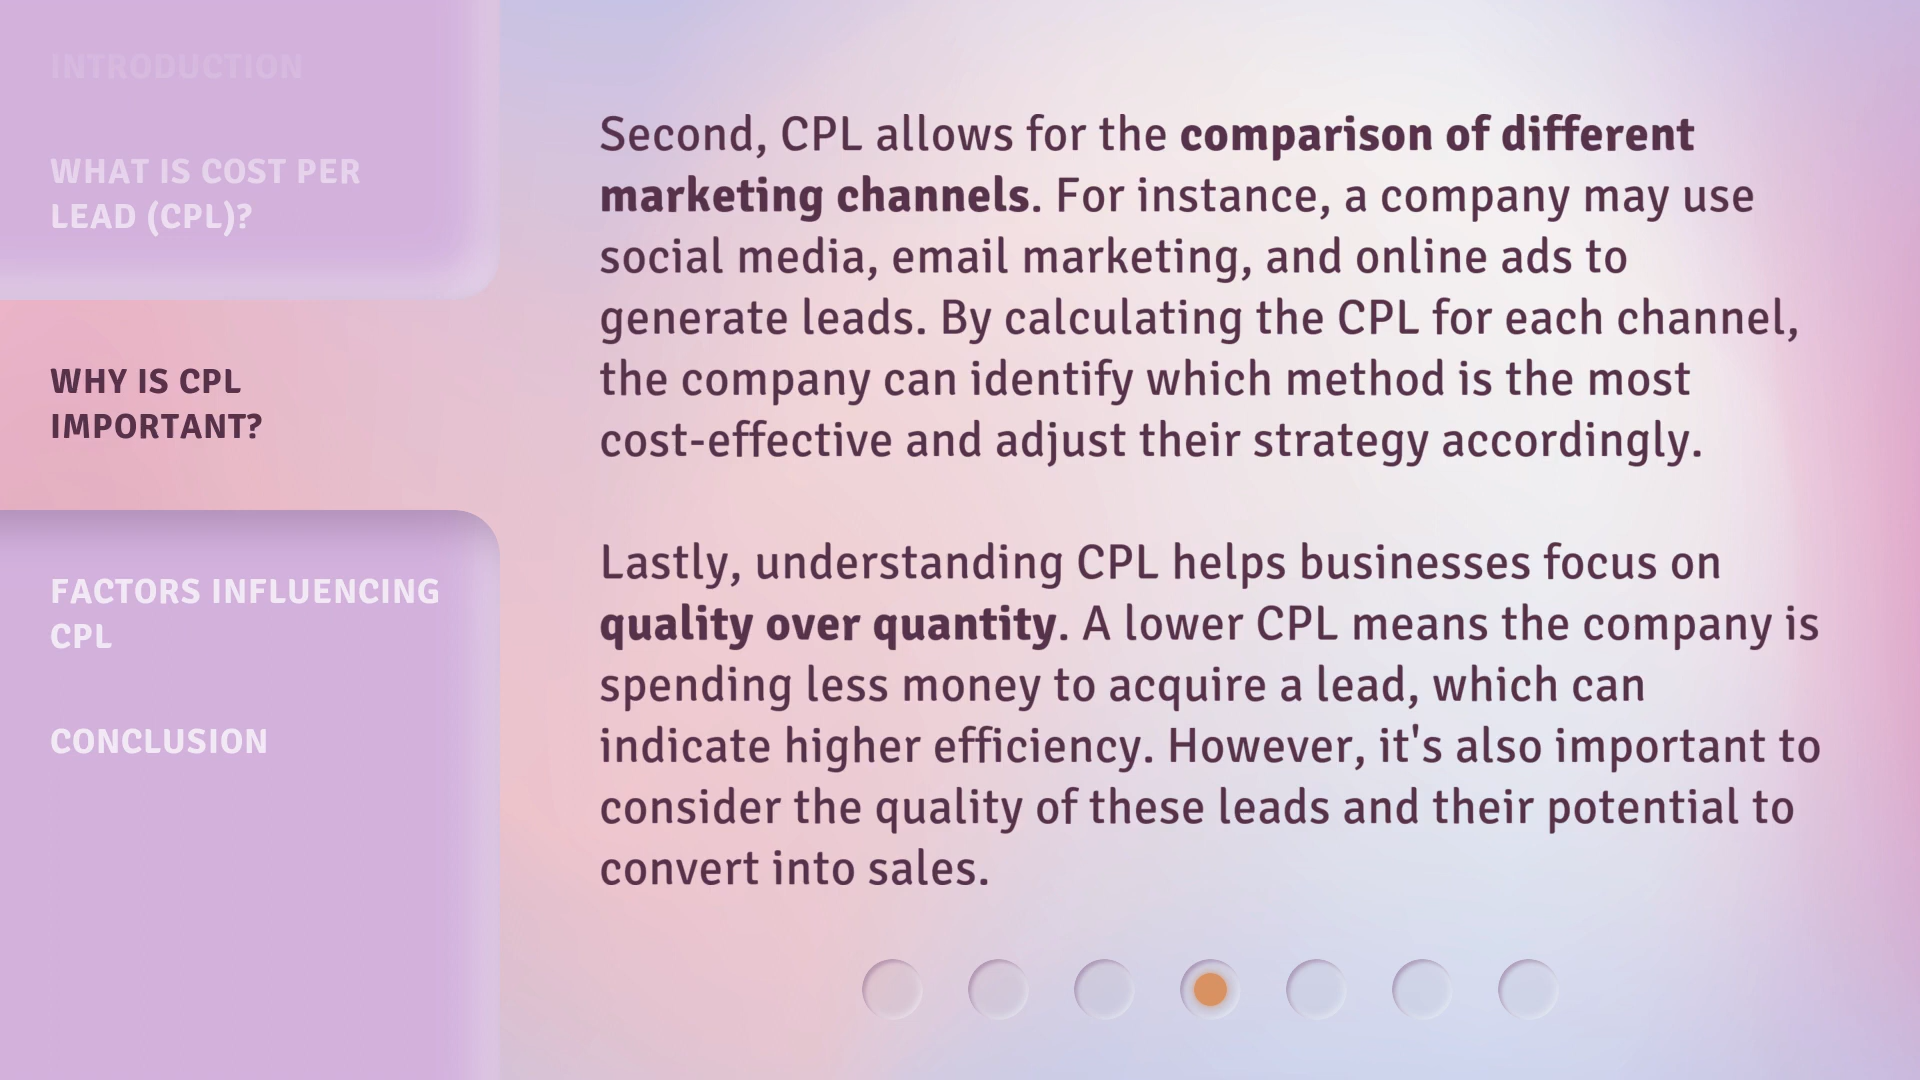 INTRODUCTION
WHAT IS COST PER
LEAD (CPL)?
WHY IS CPL
IMPORTANT?
FACTORS INFLUENCING
CPL
CONCLUSION
Second, CPL allows for the comparison of different
marketing channels. For instance, a company may use
social media, email marketing, and online ads to
generate leads. By calculating the CPL for each channel,
the company can identify which method is the most
cost-effective and adjust their strategy accordingly.
Lastly, understanding CPL helps businesses focus on
quality over quantity. A lower CPL means the company is
spending less money to acquire a lead, which can
indicate higher efficiency. However, it's also important to
consider the quality of these leads and their potential to
convert into sales.